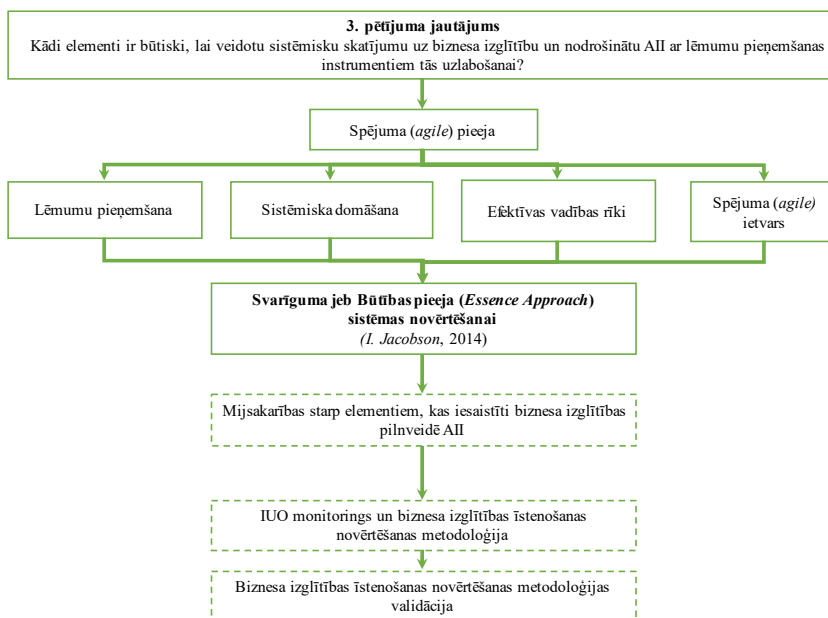 3. pētījuma jautājums
Kādi elementi ir būtiski, lai veidotu sistēmisku skatījumu uz biznesa izglītību un nodrošinātu AII ar lēmumu pieņemšanas
instrumentiem tās uzlabošanai?
Spējuma (agile) pieeja
Lēmumu pieņemšana
Sistēmiska domāšana
Efektīvas vadības rīki
Spējuma (agile)
ietvars
Svarīguma jeb Būtības pieeja (Essence Approach)
sistēmas novērtēšanai
(I. Jacobson, 2014)
Mijsakarības starp elementiem, kas iesaistīti biznesa izglītības
pilnveidē AII
IUO monitorings un biznesa izglītības īstenošanas
novērtēšanas metodoloģija
Biznesa izglītības īstenošanas novērtēšanas metodoloģijas
validācija